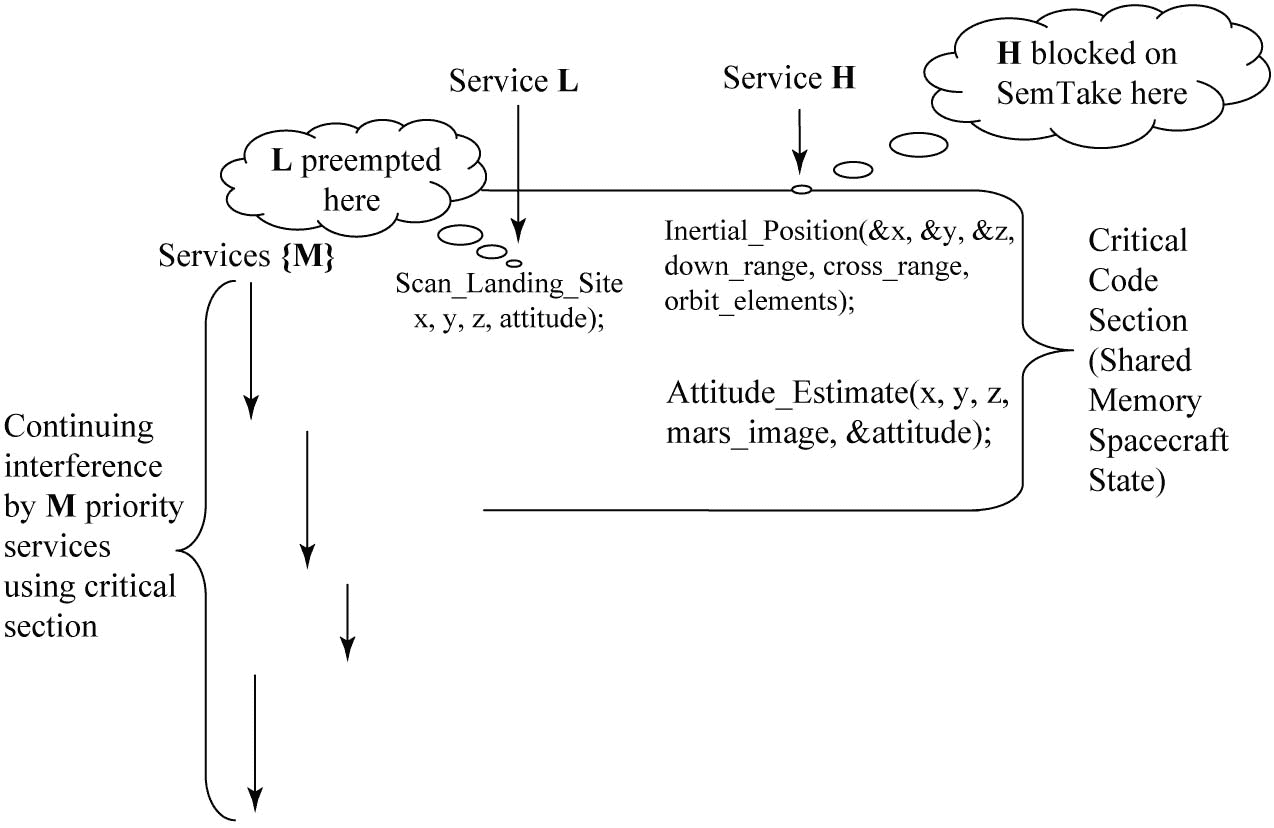 H blocked on
SemTake here
Service L
Service H
L preempted
here
Services {M}
Scan_Landing_Site
x, y, z, attitude);
Inertial_Position(&x, &y, &z,
down_range, cross_range,
orbit_elements);
Attitude_Estimate(x, y, z,
mars_image, &attitude);
Critical
Code
Section
(Shared
Memory
Spacecraft
State)
Continuing
interference
by M priority
services
using critical
section